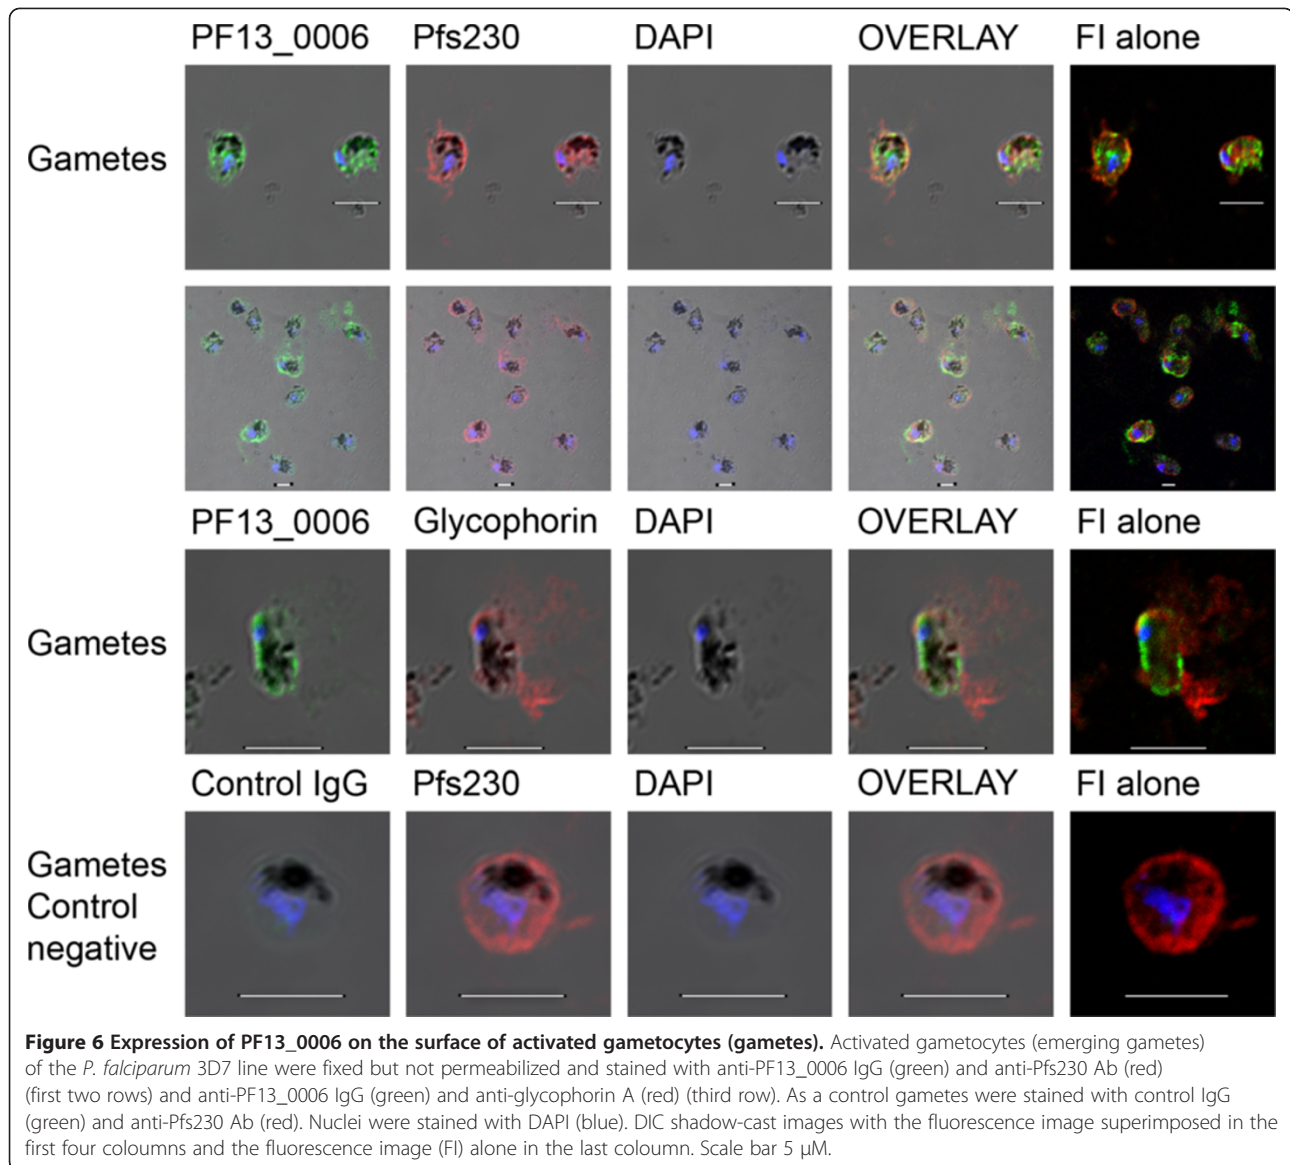 PF13_0006 Pfs230 DAPI OVERLAY FI alone
Gametes
PF13_0006 Glycophorin DAPI OVERLAY FI alone
Gametes
Control IgG Pfs230 DAPI OVERLAY FI alone
Gametes
Control
negative
Figure 6 Expression of PF13_0006 on the surface of activated gametocytes (gametes). Activated gametocytes (emerging gametes)
of the P. falciparum 3D7 line were fixed but not permeabilized and stained with anti-PF13_0006 IgG (green) and anti-Pfs230 Ab (red)
(first two rows) and anti-PF13_0006 IgG (green) and anti-glycophorin A (red) (third row). As a control gametes were stained with control IgG
(green) and anti-Pfs230 Ab (red). Nuclei were stained with DAPI (blue). DIC shadow-cast images with the fluorescence image superimposed in the
first four coloumns and the fluorescence image (FI) alone in the last coloumn. Scale bar 5 μM.